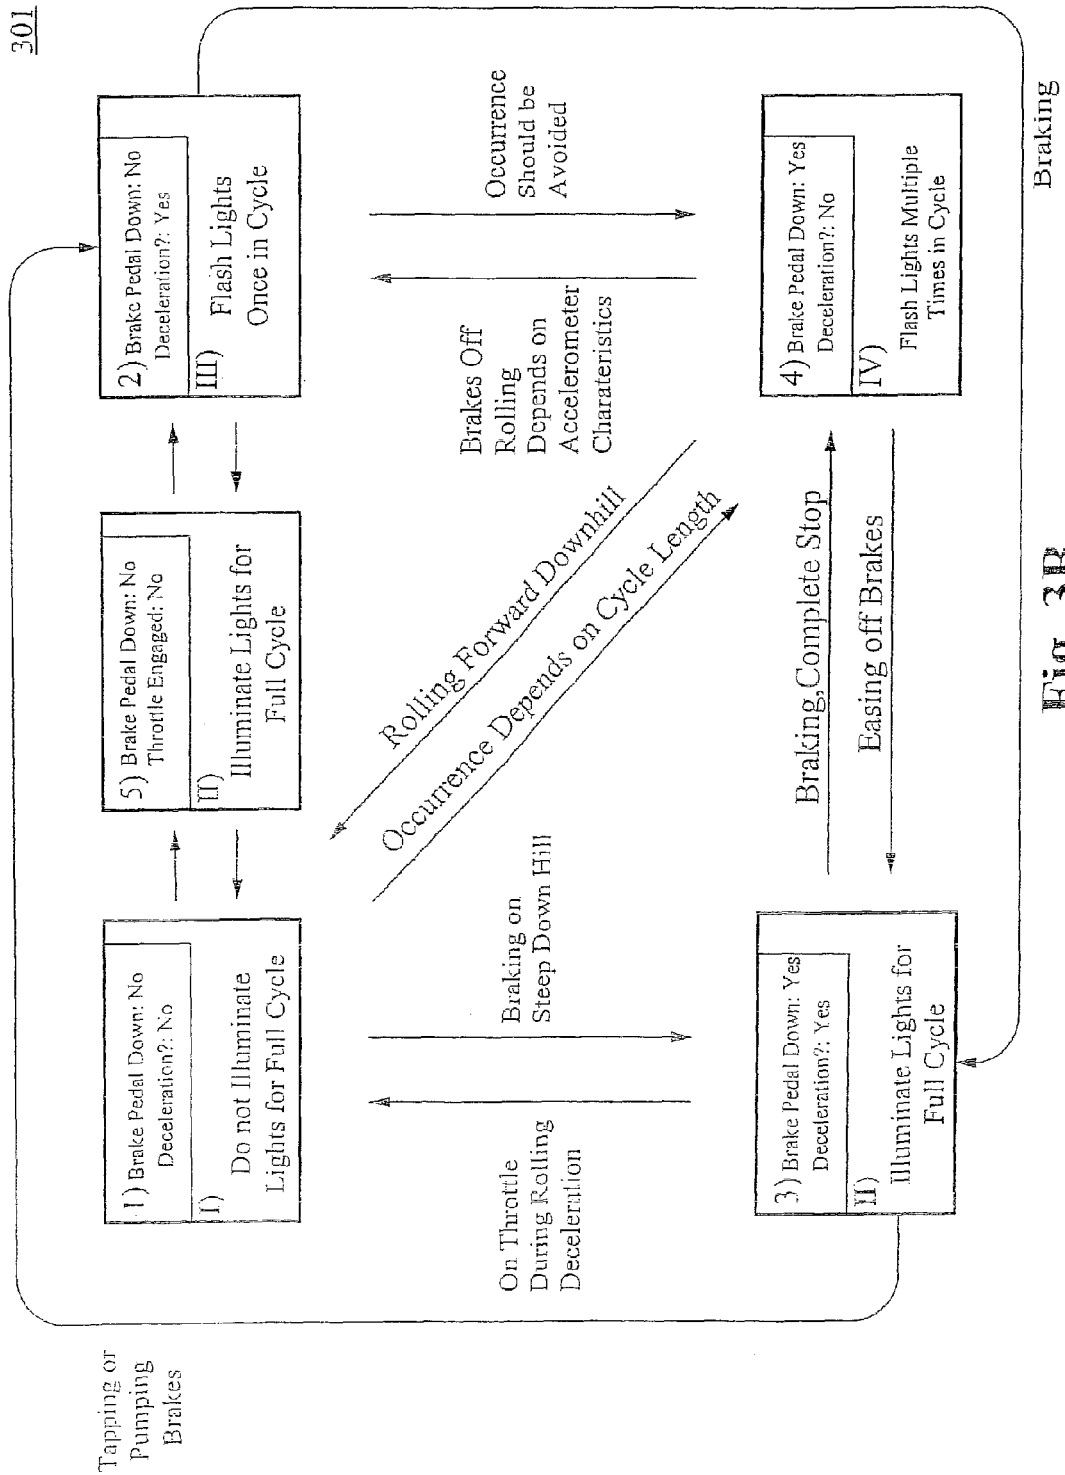 301
Tapping or
Pumping
Brakes
1) Brake Pedal Down: No
Deceleration?: No
I)
Do not Illuminate
Lights for Full Cycle
5) Brake Pedal Down: No
Throttle Engaged: No
II)
Illuminate Lights for
Full Cycle
2) Brake Pedal Down: No
Deceleration?: Yes
III)
Flash Lights
Once in Cycle
On Throttle
During Rolling
Deceleration
Braking on
Steep Down Hill
Rolling Forward Downhill
Occurrence Depends on Cycle Length
Brakes Off
Rolling
Depends on
Accelerometer
Charateristics
Occurrence
Should be
Avoided
3) Brake Pedal Down: Yes
Deceleration?: Yes
II)
Illuminate Lights for
Full Cycle
Braking,Complete Stop
Easing off Brakes
4) Brake Pedal Down: Yes
Deceleration?: No
IV)
Flash Lights Multiple
Times in Cycle
Braking
Fig. 3B